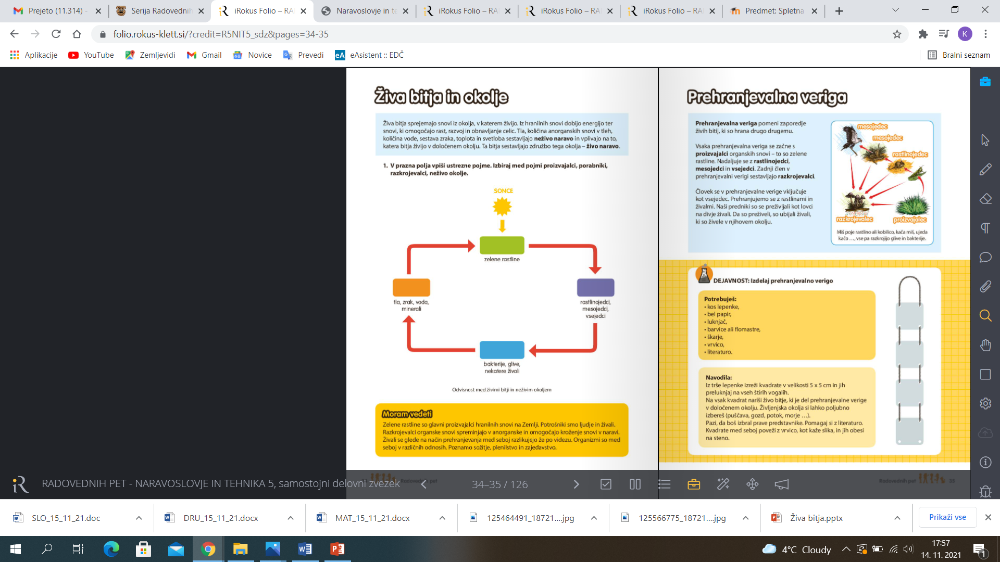 Prejeto (11.314) -
Serija Radovednih
iRokus Folio – RA
Naravoslovje in te
iRokus Folio – RA
iRokus Folio – RA
iRokus Folio – RA
Predmet: Spletna
folio.rokus-klett.si/?credit=R5NIT5_sdz&pages=34-35
K
Aplikacije
YouTube
Zemljevidi
Gmail
Novice
Prevedi
eA
eAsistent :: EDČ
Bralni seznam
Živa bitja in okolje
Živa bitja sprejemajo snovi iz okolja, v katerem živijo. Iz hranilnih snovi dobijo energijo ter
snovi, ki omogočajo rast, razvoj in obnavljanje celic. Tla, količina anorganskih snovi v tleh,
količina vode, sestava zraka, toplota in svetloba sestavljajo neživo naravo in vplivajo na to,
katera bitja živijo v določenem okolju. Ta bitja sestavljajo združbo tega okolja – živo naravo.
1. V prazna polja vpiši ustrezne pojme. Izbiraj med pojmi proizvajalci, porabniki,
razkrojevalci, neživo okolje.
SONCE
zelene rastline
tla, zrak, voda,
minerali
rastlinojedci,
mesojedci,
vsejedci
bakterije, glive,
nekatere živali
Odvisnost med živimi bitji in neživim okoljem
Moram vedeti
Zelene rastline so glavni proizvajalci hranilnih snovi na Zemlji. Potrošniki smo ljudje in živali.
Razkrojevalci organske snovi spreminjajo v anorganske in omogočajo kroženje snovi v naravi.
Živali se glede na način prehranjevanja med seboj razlikujejo že po videzu. Organizmi so med
seboj v različnih odnosih. Poznamo sožitje, plenilstvo in zajedavstvo.
Prehranjevalna veriga
Prehranjevalna veriga pomeni zaporedje
živih bitij, ki so hrana drugo drugemu.
Vsaka prehranjevalna veriga se začne s
proizvajalci organskih snovi – to so zelene
rastline. Nadaljuje se z rastlinojedci,
mesojedci in vsejedci. Zadnji člen v
prehranjevalni verigi sestavljajo razkrojevalci.
Človek se v prehranjevalne verige vključuje
kot vsejedec. Prehranjujemo se z rastlinami in
živalmi. Naši predniki so se preživljali kot lovci
na divje živali. Da so preživeli, so ubijali živali,
ki so živele v njihovem okolju.
mesojedec
mesojedec
rastlinojedec
razkrojevalec
proizvajalec
Miš poje rastlino ali kobilico, kača miš, ujeda
kačo ..., vse pa razkrojijo glive in bakterije.
DEJAVNOST: Izdelaj prehranjevalno verigo
Potrebuješ:
• kos lepenke,
• bel papir,
• luknjač,
• barvice ali flomastre,
• škarje,
• vrvico,
• literaturo.
Navodila:
Iz trše lepenke izreži kvadrate v velikosti 5 x 5 cm in jih
preluknjaj na vseh štirih vogalih.
Na vsak kvadrat nariši živo bitje, ki je del prehranjevalne verige
v določenem okolju. Življenjska okolja si lahko poljubno
izbereš (puščava, gozd, potok, morje ...).
Pazi, da boš izbral prave predstavnike. Pomagaj si z literaturo.
Kvadrate med seboj poveži z vrvico, kot kaže slika, in jih obesi
na steno.
RADOVEDNIH PET - NARAVOSLOVJE IN TEHNIKA 5, samostojni delovni zvezek
Radovednih pet
34–35 / 126
Radovednih pet 35
SLO_15_11_21.doc
DRU_15_11_21.docx
MAT_15_11_21.docx
125464491_18721....jpg
125566775_18721....jpg
Živa bitja.pptx
Prikaži vse
4°C Cloudy
17:57
14. 11. 2021
1